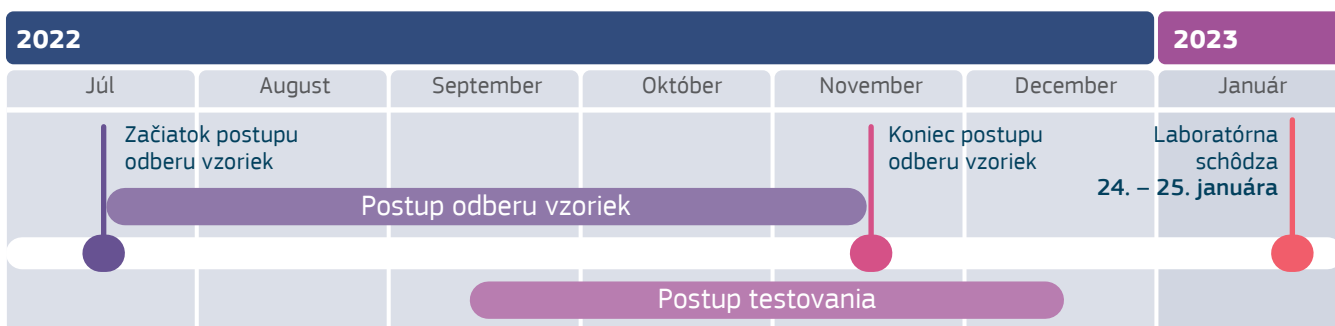 2022
2023
Júl
August
September
Október
November
December
Január
Začiatok postupu
odberu vzoriek
Koniec postupu
odberu vzoriek
Laboratórna
schôdza
24. – 25. januára
Postup odberu vzoriek
Postup testovania